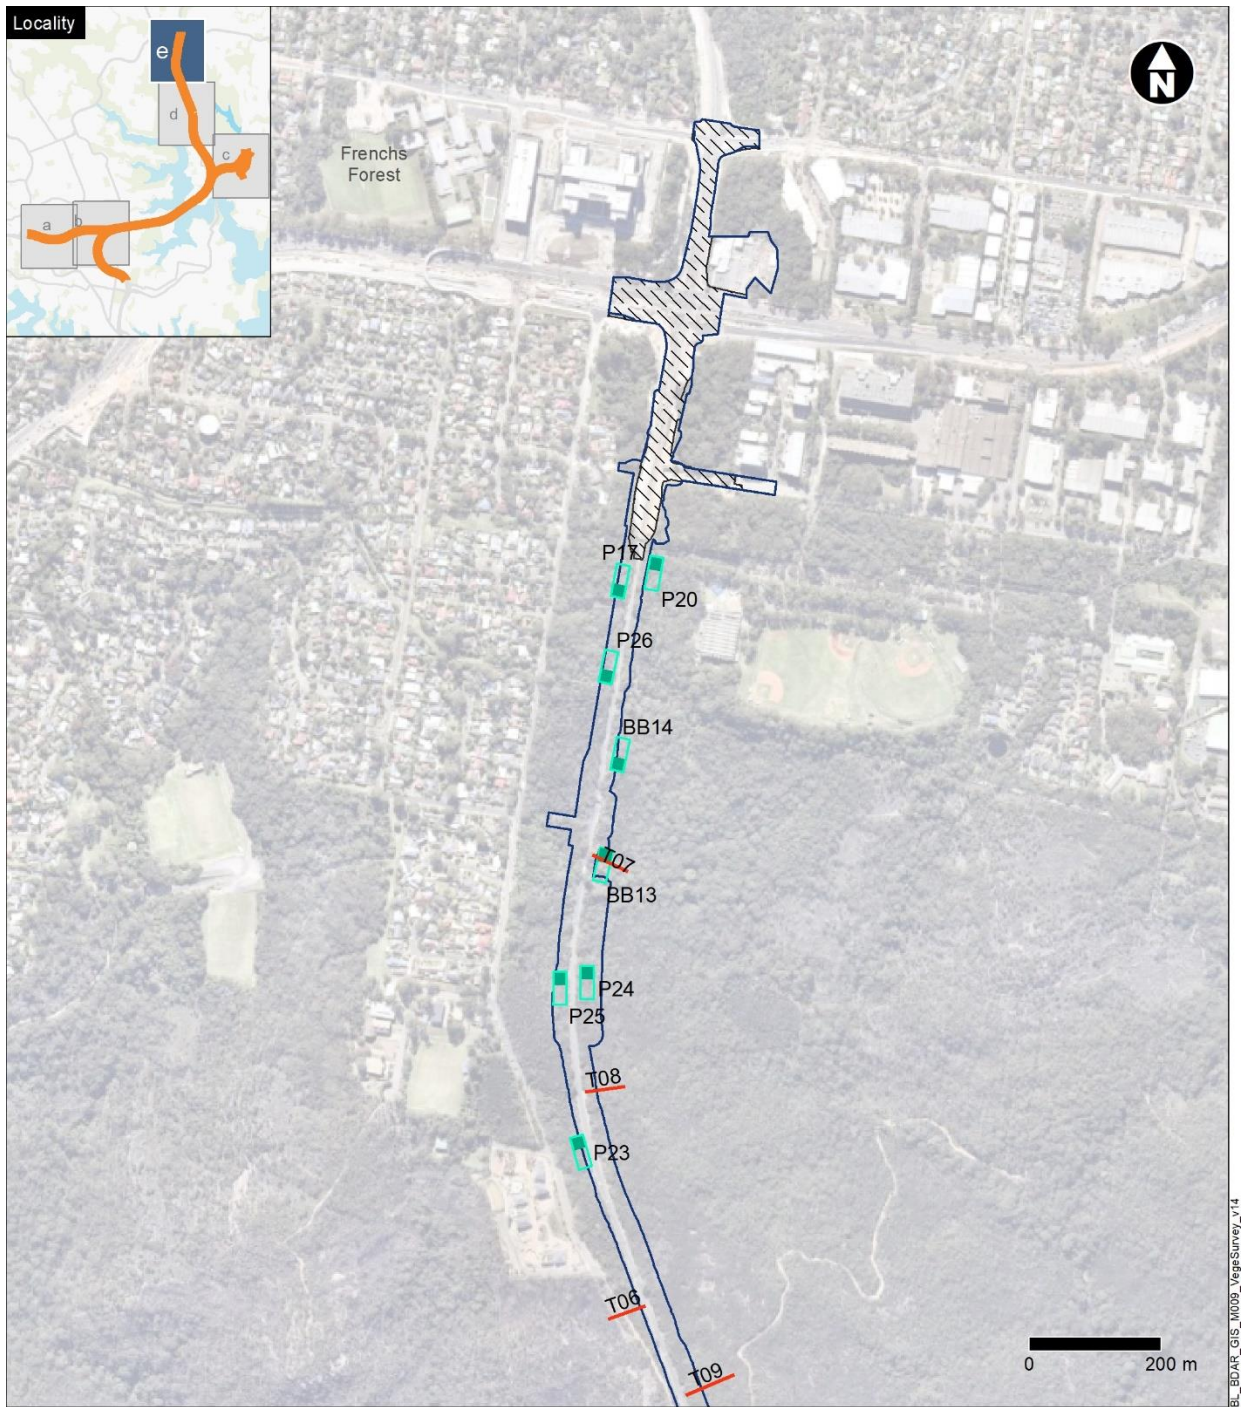 Locality
e
d
c
a
b
N
Frenchs
Forest
P17
P20
P26
BB14
T07
BB13
P24
P25
T08
P23
T06
T09
0
200 m
BL_BDAR_GIS_M009_VegeSurvey_v14